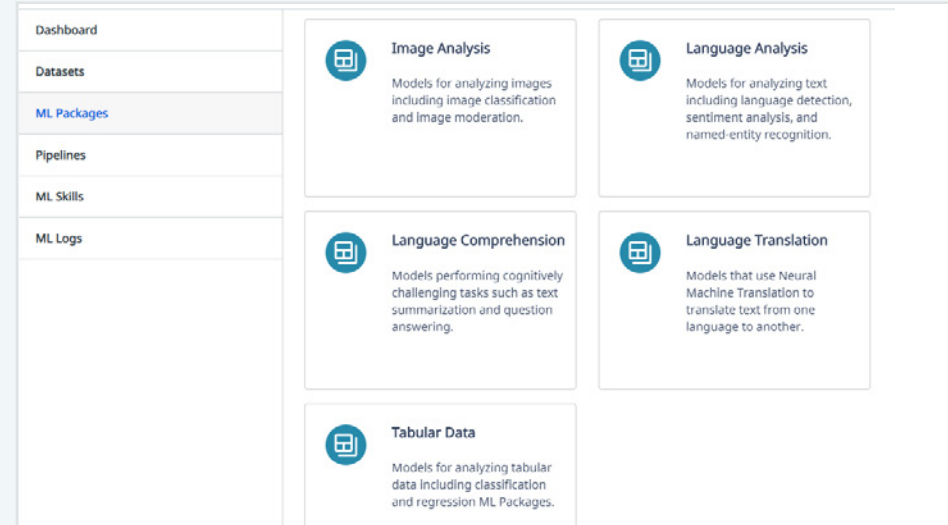 Dashboard
Datasets
ML Packages
Pipelines
ML Skills
ML Logs
Image Analysis
Models for analyzing images
including image classification
and image moderation.
Language Analysis
Models for analyzing text
including language detection,
sentiment analysis, and
named-entity recognition.
Language Comprehension
Models performing cognitively
challenging tasks such as text
summarization and question
answering.
Language Translation
Models that use Neural
Machine Translation to
translate text from one
language to another.
Tabular Data
Models for analyzing tabular
data including classification
and regression ML Packages.